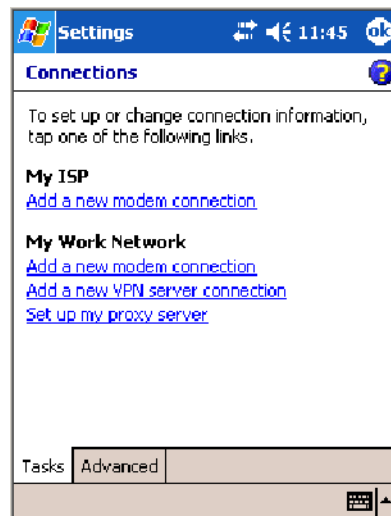 Settings 11:45 ok
Connections ?
To set up or change connection information,
tap one of the following links.
My ISP
Add a new modem connection
My Work Network
Add a new modem connection
Add a new VPN server connection
Set up my proxy server
Tasks Advanced